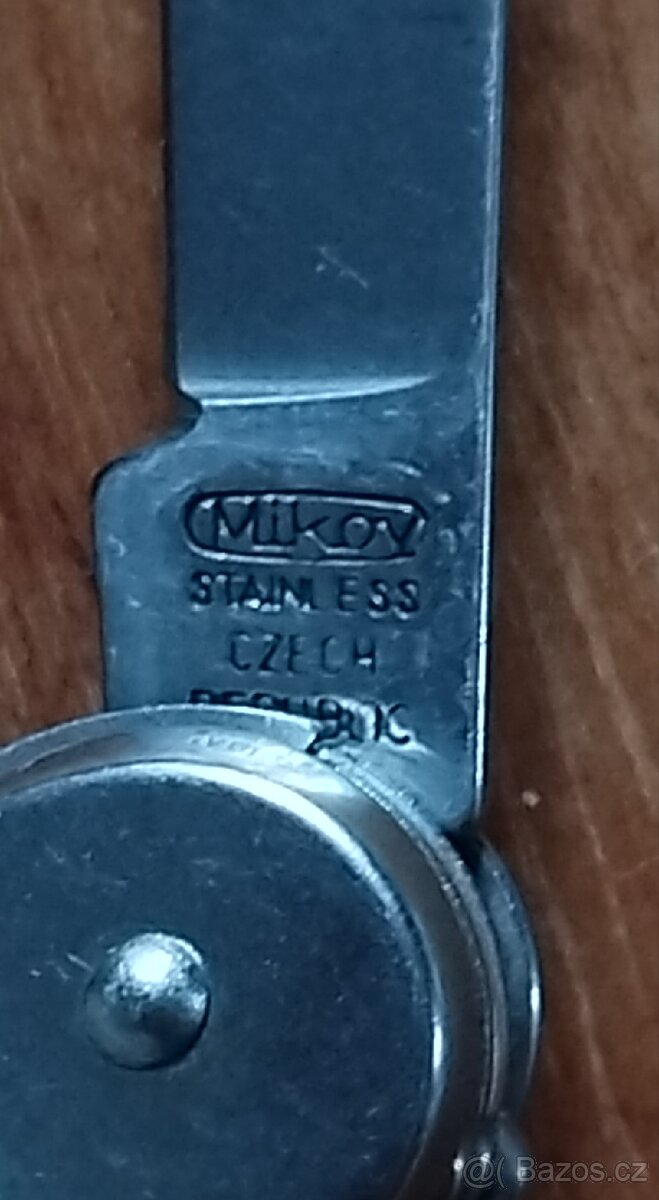 Mikov
STAINLESS
CZECH
REPUBLIC
@( Bazos.cz